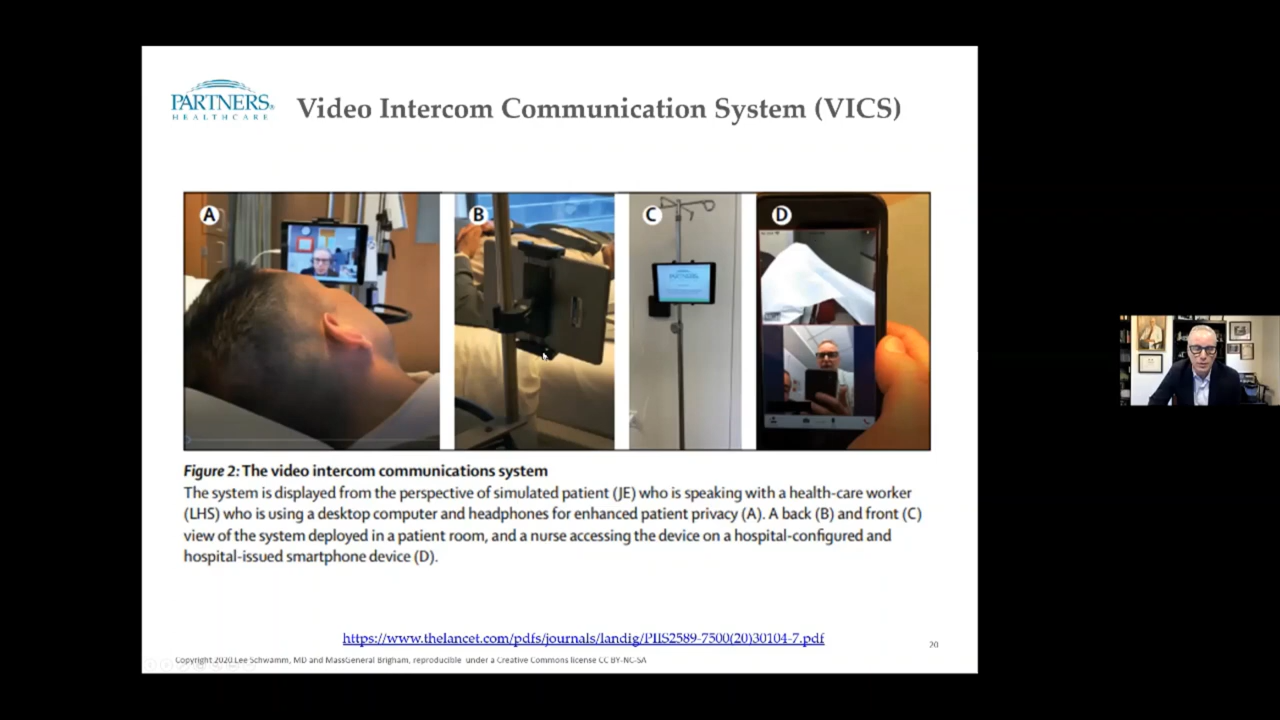 PARTNERS®
HEALTHCARE
Video Intercom Communication System (VICS)
A
B
C
D
Figure 2: The video intercom communications system
The system is displayed from the perspective of simulated patient (JE) who is speaking with a health-care worker
(LHS) who is using a desktop computer and headphones for enhanced patient privacy (A). A back (B) and front (C)
view of the system deployed in a patient room, and a nurse accessing the device on a hospital-configured and
hospital-issued smartphone device (D).
https://www.thelancet.com/pdfs/journals/landig/PIIS2589-7500(20)30104-7.pdf
20
Copyright 2020 Lee Schwamm, MD and MassGeneral Brigham, reproducible under a Creative Commons license CC BY-NC-SA